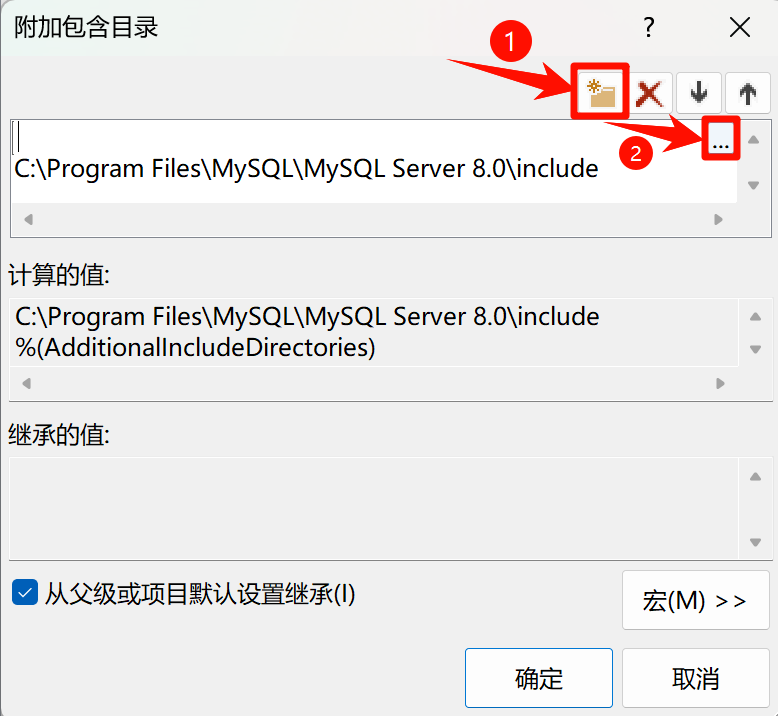 附加包含目录
?
1
2
...
C:\Program Files\MySQL\MySQL Server 8.0\include
计算的值:
C:\Program Files\MySQL\MySQL Server 8.0\include
%(AdditionalIncludeDirectories)
继承的值:
从父级或项目默认设置继承(I)
宏(M) >>
确定
取消